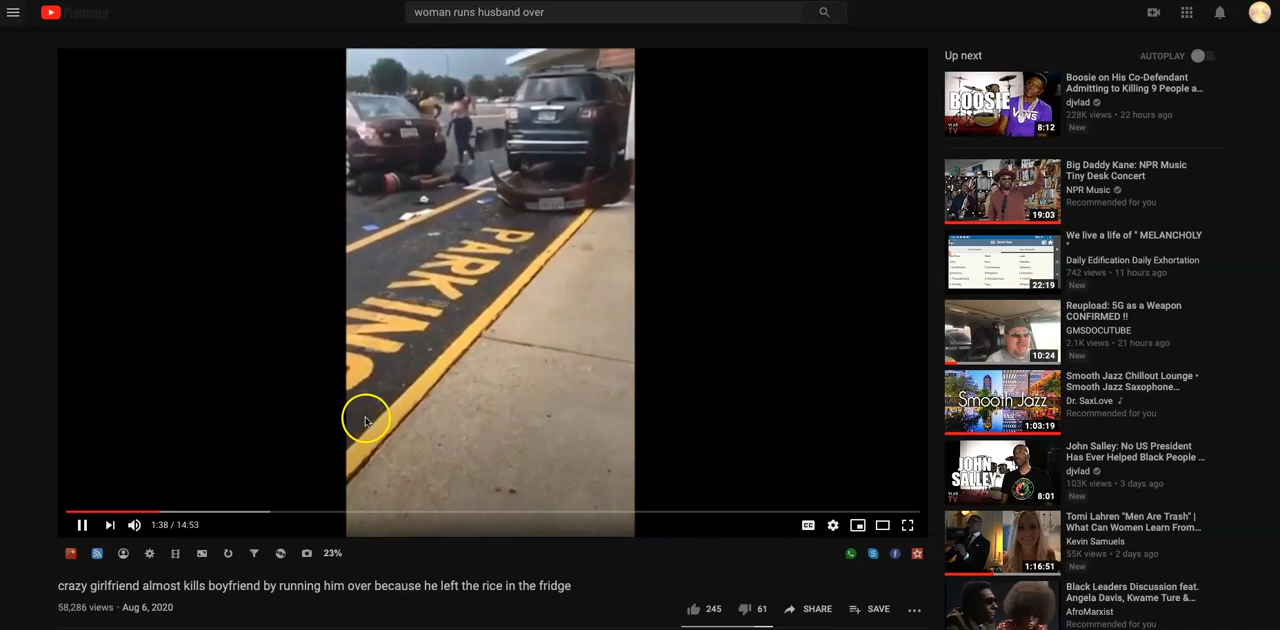 Premium
woman runs husband over
PARKING
1:38 / 14:53
CC
23%
crazy girlfriend almost kills boyfriend by running him over because he left the rice in the fridge
58,286 views · Aug 6, 2020
245
61
SHARE
SAVE
Up next
AUTOPLAY
BOOSIE
VANS
8:12
Boosie on His Co-Defendant
Admitting to Killing 9 People a...
djvlad
228K views · 22 hours ago
New
19:03
Big Daddy Kane: NPR Music
Tiny Desk Concert
NPR Music
Recommended for you
22:19
We live a life of " MELANCHOLY
"
Daily Edification Daily Exhortation
742 views · 11 hours ago
New
10:24
Reupload: 5G as a Weapon
CONFIRMED !!
GMSDOCUTUBE
2.1K views · 21 hours ago
New
Smooth Jazz
1:03:19
Smooth Jazz Chillout Lounge •
Smooth Jazz Saxophone...
Dr. SaxLove
Recommended for you
JOHN
SALLEY
8:01
John Salley: No US President
Has Ever Helped Black People ...
djvlad
103K views · 3 days ago
New
1:16:51
Tomi Lahren "Men Are Trash" |
What Can Women Learn From...
Kevin Samuels
55K views · 2 days ago
New
Black Leaders Discussion feat.
Angela Davis, Kwame Ture &...
AfroMarxist
Recommended for you